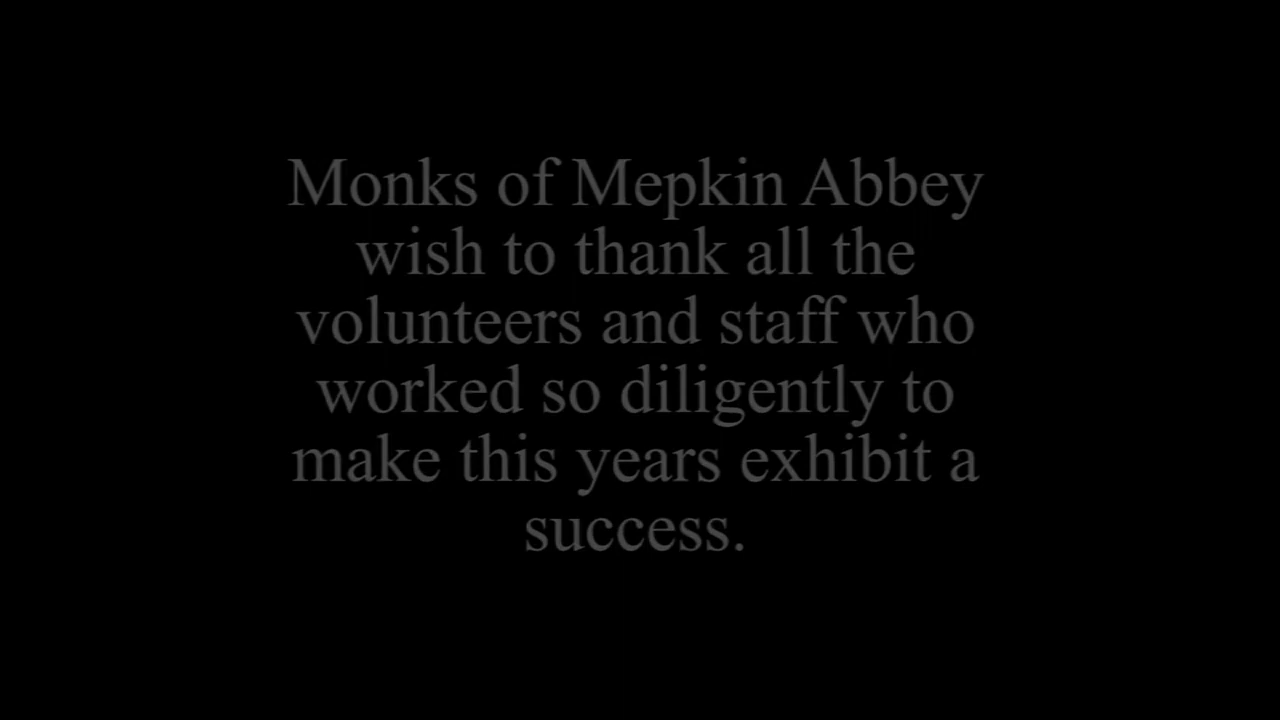 Monks of Mepkin Abbey
wish to thank all the
volunteers and staff who
worked so diligently to
make this years exhibit a
success.